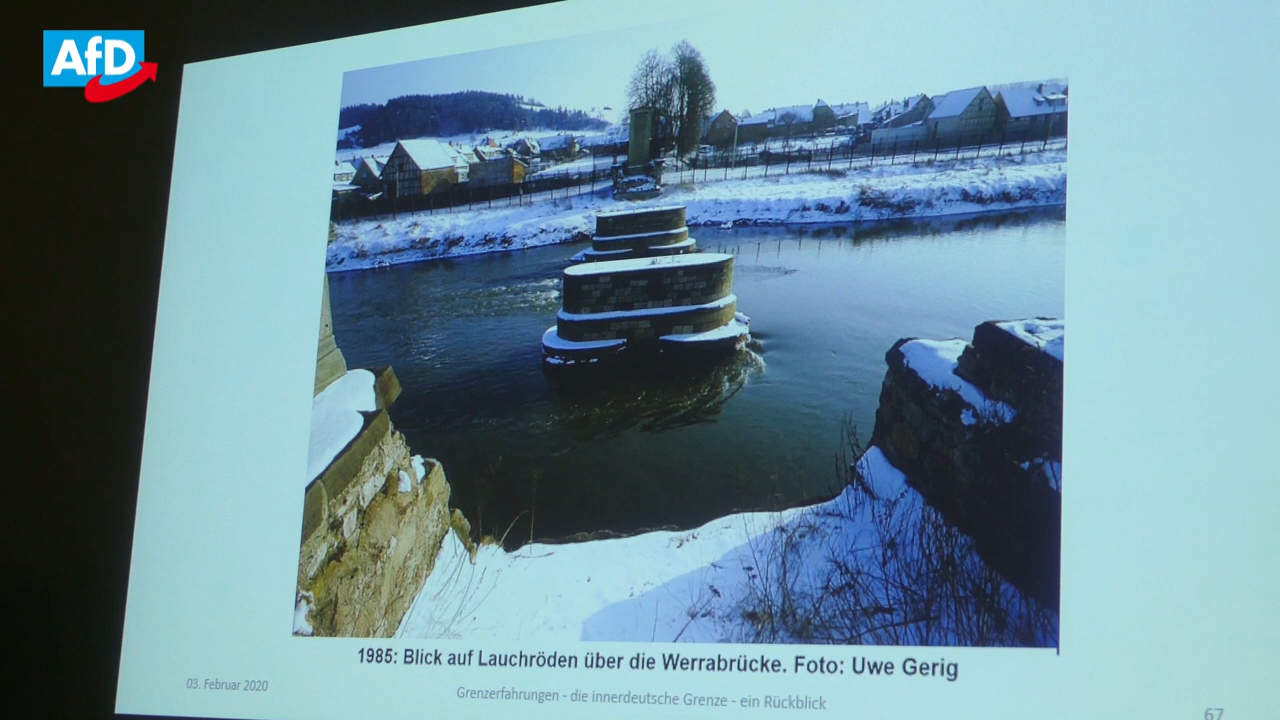 AfD
1985: Blick auf Lauchröden über die Werrabrücke. Foto: Uwe Gerig
03. Februar 2020
Grenzerfahrungen - die innerdeutsche Grenze - ein Rückblick
67